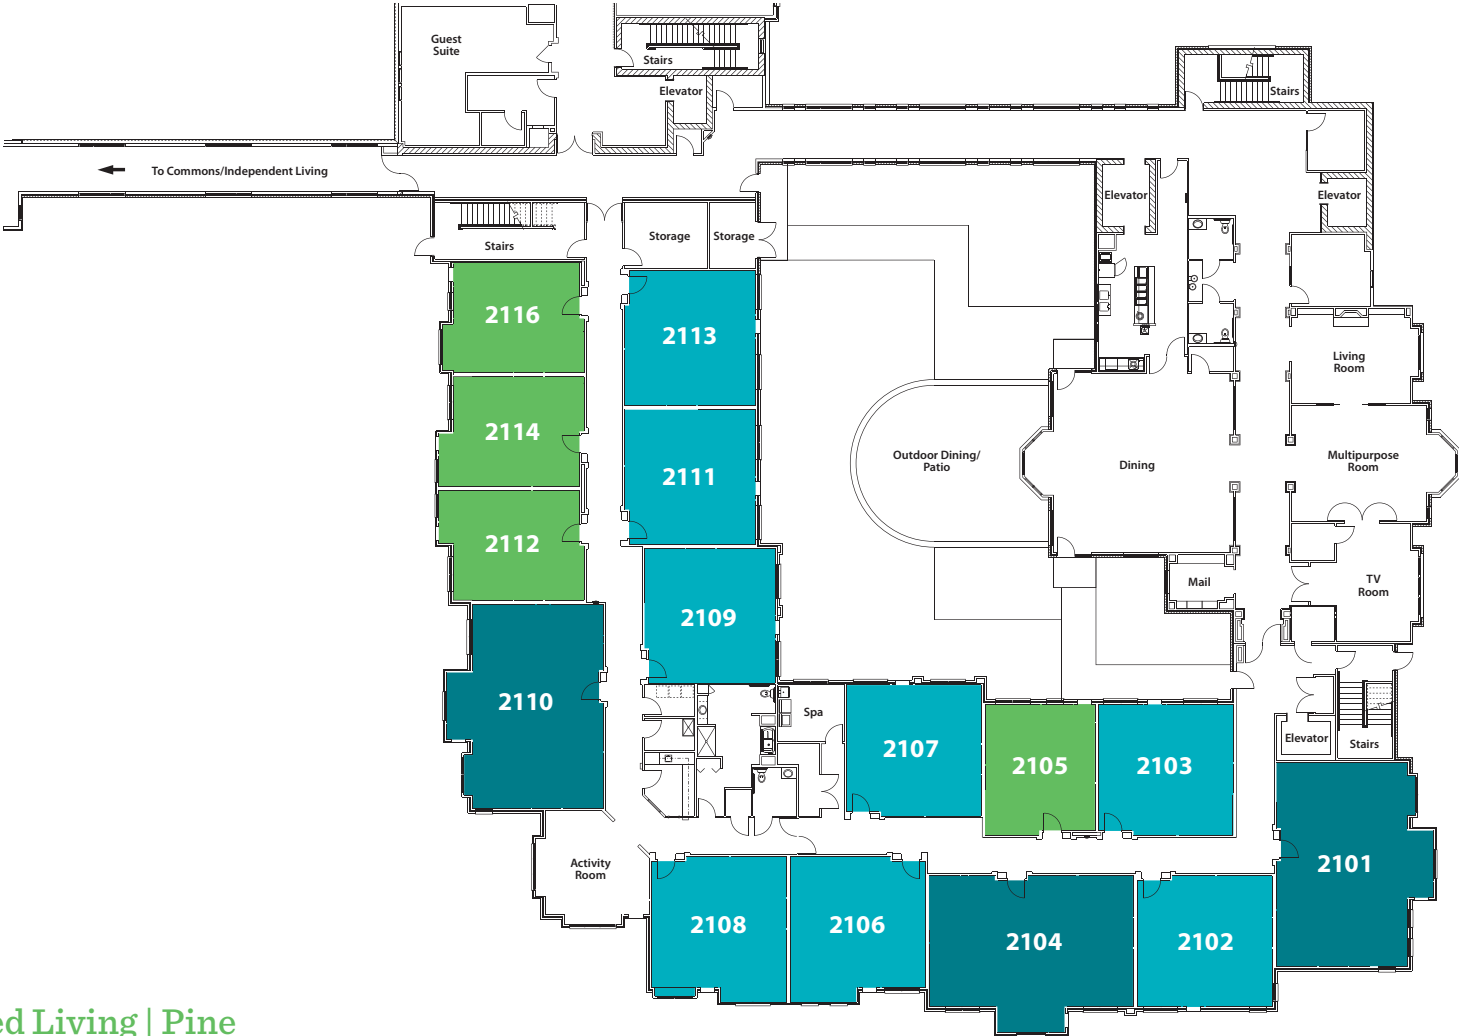 Guest
Suite
Stairs
Elevator
Stairs
To Commons/Independent Living
Elevator
Elevator
Storage
Storage
Stairs
2116
2113
Living
Room
2114
2111
Outdoor Dining/
Patio
Dining
Multipurpose
Room
2112
Mail
TV
Room
2109
2110
Spa
2107
2105
2103
Elevator
Stairs
Activity
Room
2101
2108
2106
2104
2102
ed Living | Pine